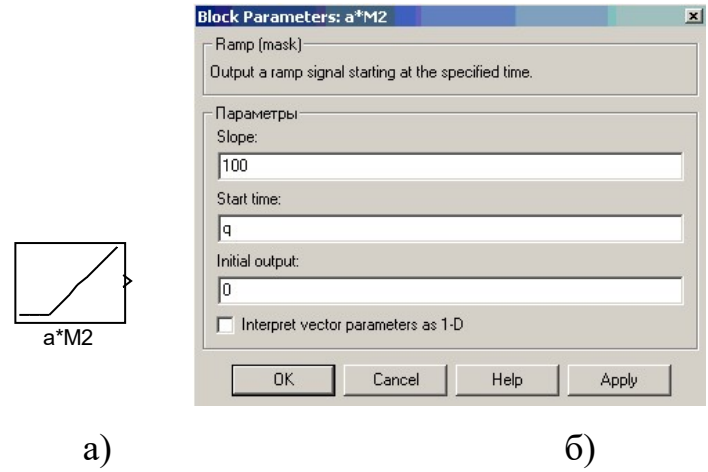 Block Parameters: a*M2
Ramp (mask)
Output a ramp signal starting at the specified time.
Параметры
Slope:
100
Start time:
q
Initial output:
0
Interpret vector parameters as 1-D
OK Cancel Help Apply
a*M2
а) б)